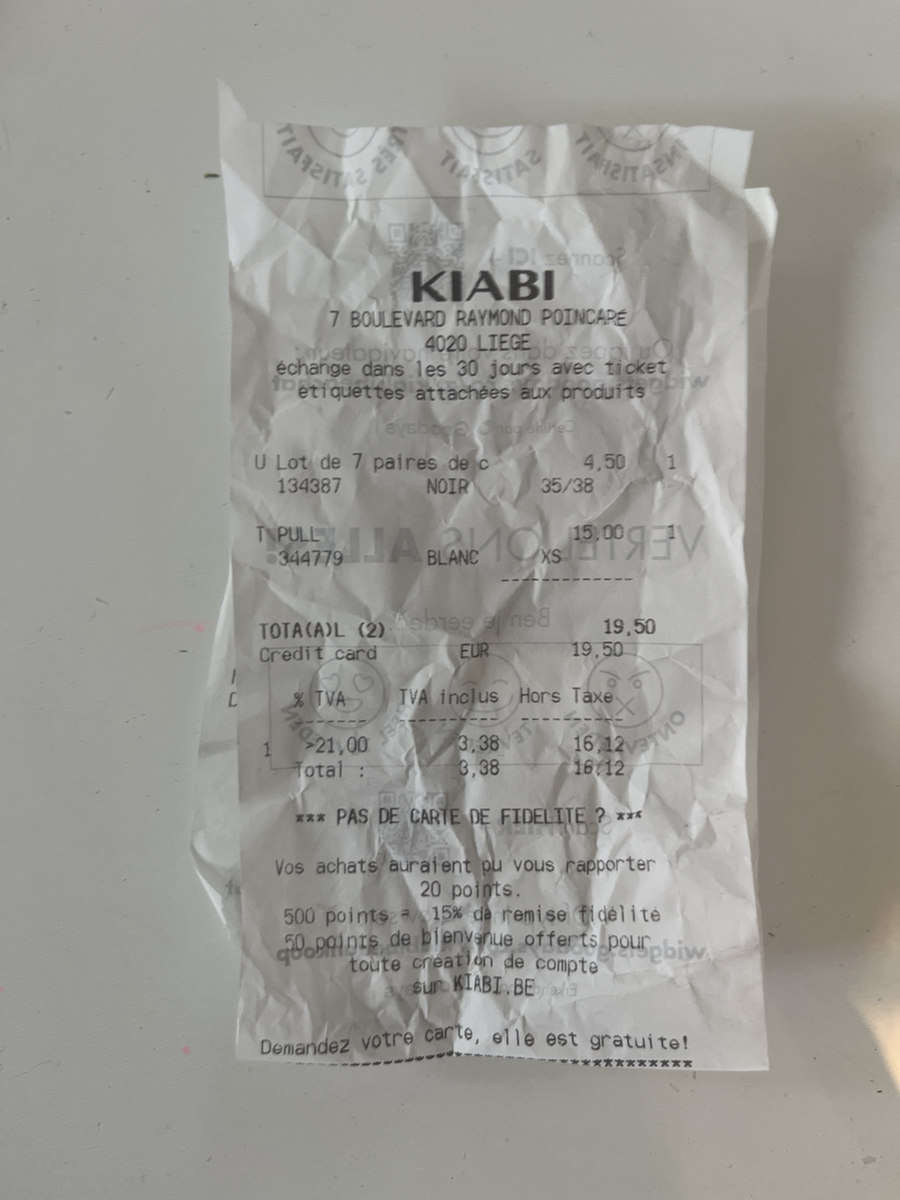 KIABI
7 BOULEVARD RAYMOND POINCARE
4020 LIEGE
échange dans les 30 jours avec ticket
etiquettes attachées aux produits
U Lot de 7 paires de c 4,50 1
134387 NOIR 35/38
T PULL 15,00 1
344779 BLANC XS
-------------
TOTA(A)L (2) 19,50
Credit card EUR 19,50
% TVA TVA inclus Hors Taxe
------- ---------- ----------
1 >21,00 3,38 16,12
Total : 3,38 16,12
*** PAS DE CARTE DE FIDELITE ? ***
Vos achats auraient pu vous rapporter
20 points.
500 points = 15% de remise fidélité
50 points de bienvenue offerts pour
toute création de compte
sur KIABI.BE
Demandez votre carte, elle est gratuite!